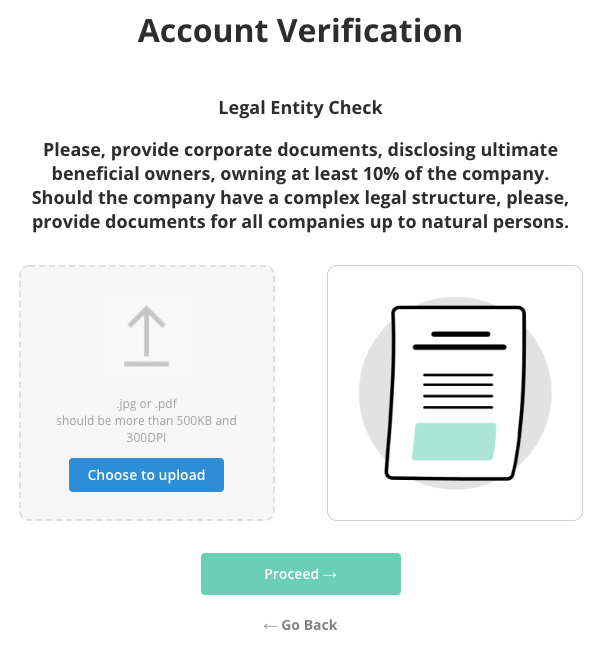 Account Verification
Legal Entity Check
Please, provide corporate documents, disclosing ultimate
beneficial owners, owning at least 10% of the company.
Should the company have a complex legal structure, please,
provide documents for all companies up to natural persons.
.jpg or .pdf
should be more than 500KB and
300DPI
Choose to upload
Proceed →
← Go Back